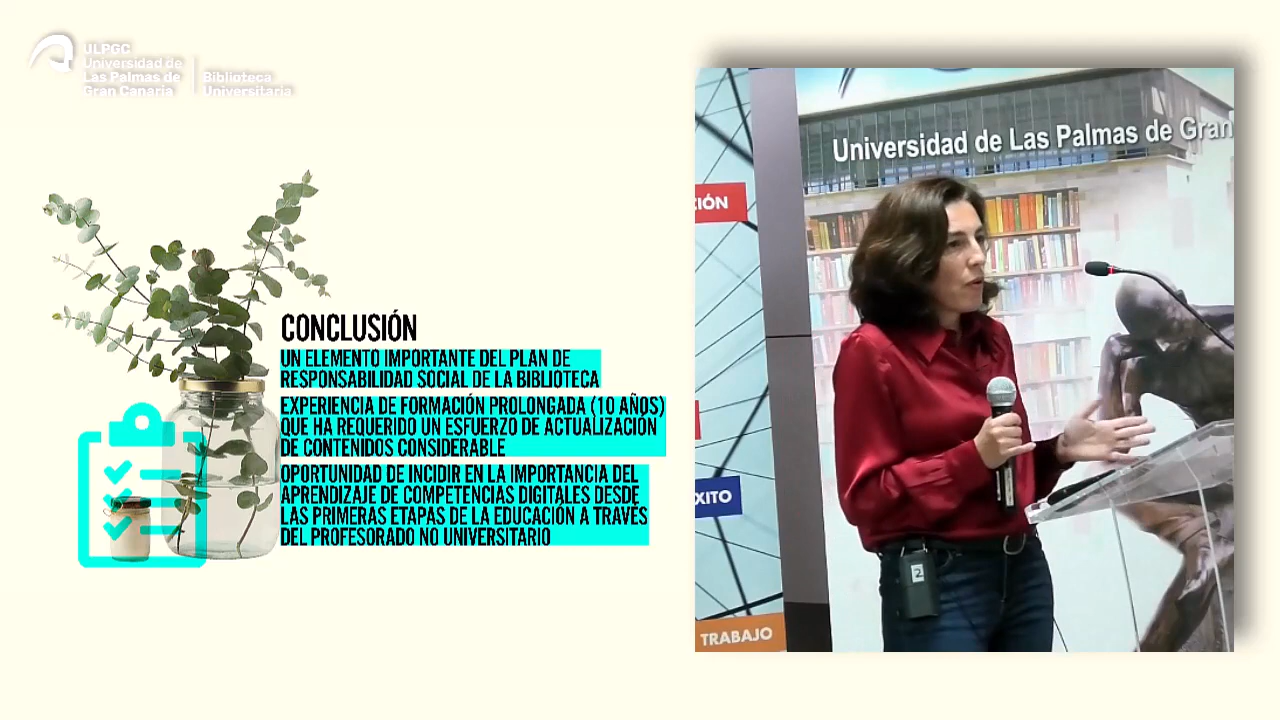 ULPGC
Universidad de
Las Palmas de
Gran Canaria
Biblioteca
Universitaria
CONCLUSIÓN
UN ELEMENTO IMPORTANTE DEL PLAN DE
RESPONSABILIDAD SOCIAL DE LA BIBLIOTECA
EXPERIENCIA DE FORMACIÓN PROLONGADA (10 AÑOS)
QUE HA REQUERIDO UN ESFUERZO DE ACTUALIZACIÓN
DE CONTENIDOS CONSIDERABLE
OPORTUNIDAD DE INCIDIR EN LA IMPORTANCIA DEL
APRENDIZAJE DE COMPETENCIAS DIGITALES DESDE
LAS PRIMERAS ETAPAS DE LA EDUCACIÓN A TRAVÉS
DEL PROFESORADO NO UNIVERSITARIO
Universidad de Las Palmas de Gran
CIÓN
ÉXITO
TRABAJO
2